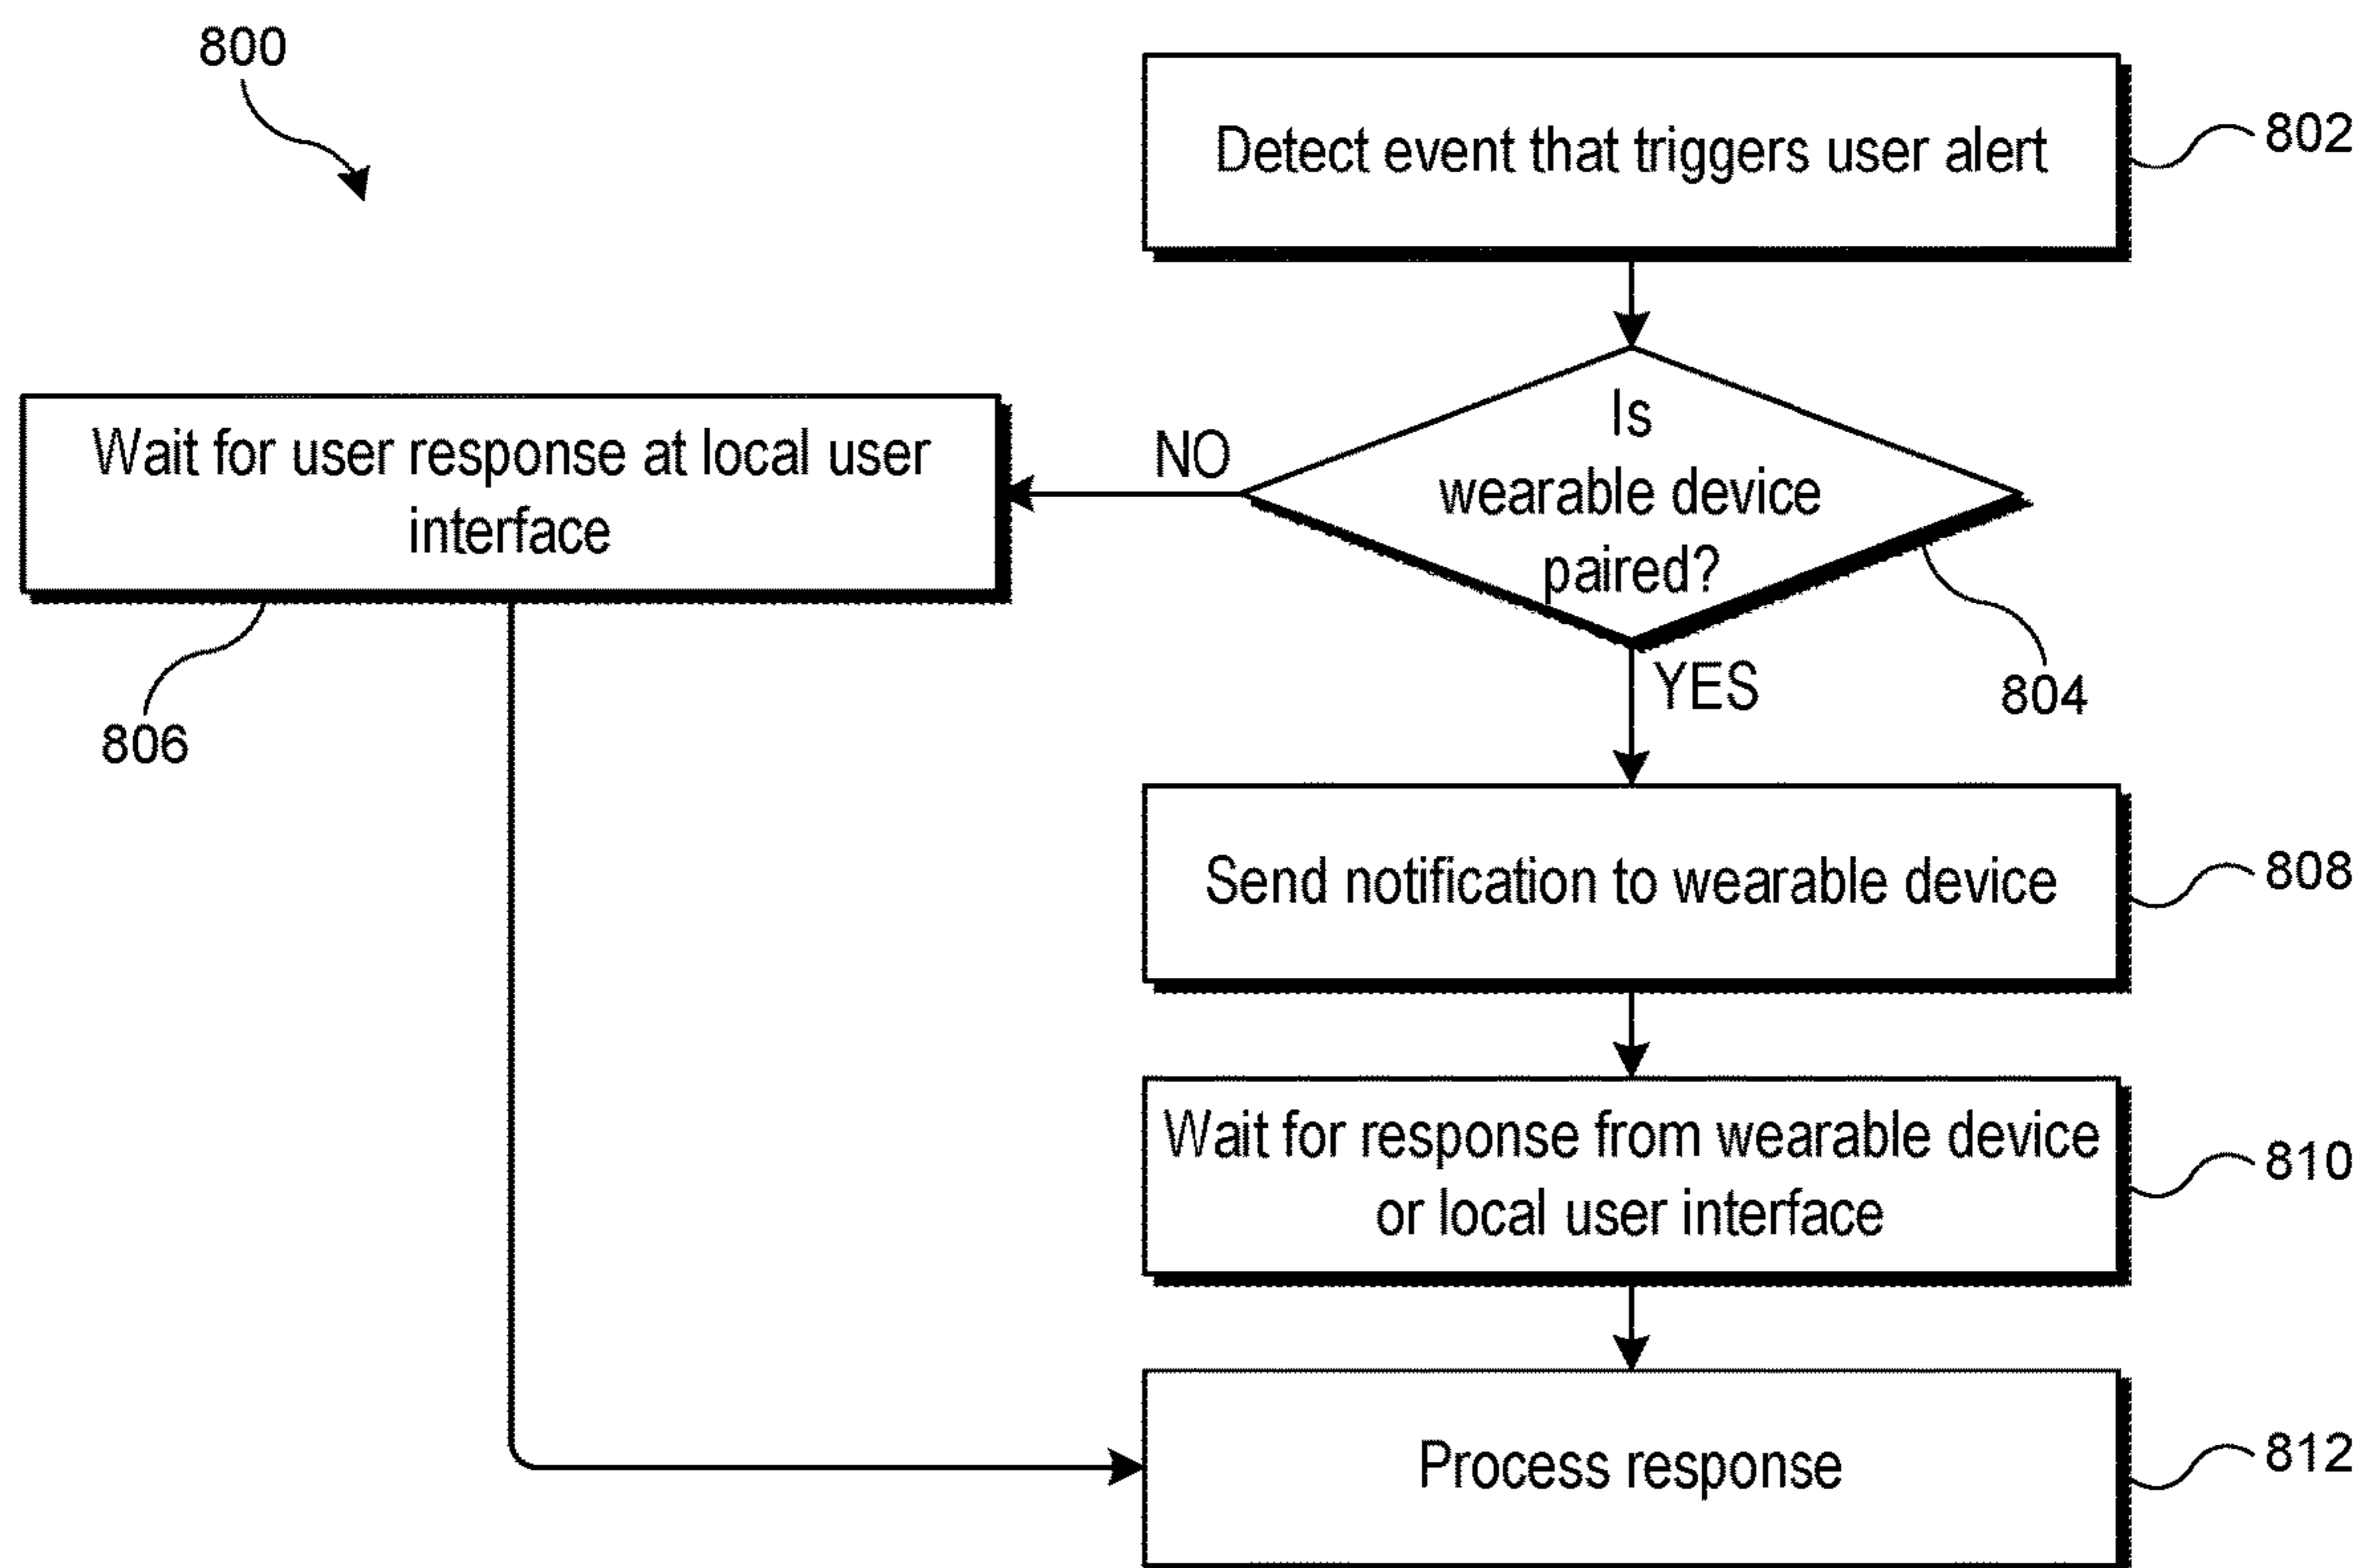 800
Detect event that triggers user alert
802
Is
wearable device
paired?
NO
Wait for user response at local user
interface
804
YES
806
Send notification to wearable device
808
Wait for response from wearable device
or local user interface
810
Process response
812